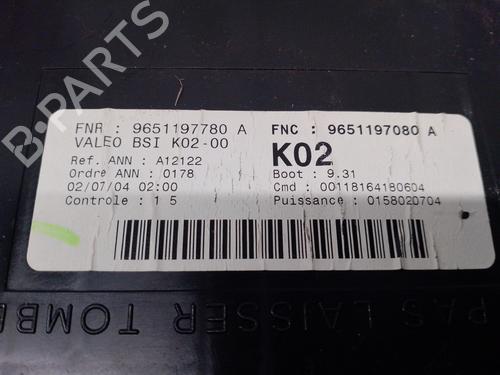 B-PARTS
FNR : 9651197780 A
FNC : 9651197080 A
VALEO BSI K02-00
K02
Ref. ANN : A12122
Ordre ANN : 0178
Boot : 9.31
02/07/04 02:00
Cmd : 00118164180604
Controle : 1 5
Puissance : 0158020704
PAS LAISSER TOMBE